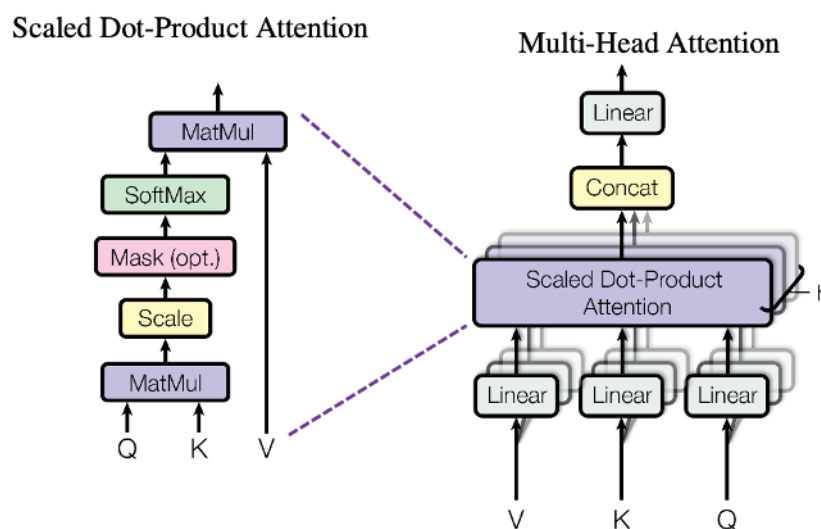 Scaled Dot-Product Attention
MatMul
SoftMax
Mask (opt.)
Scale
MatMul
Q K V
Multi-Head Attention
Linear
Concat
Scaled Dot-Product
Attention
h
Linear Linear Linear
V K Q